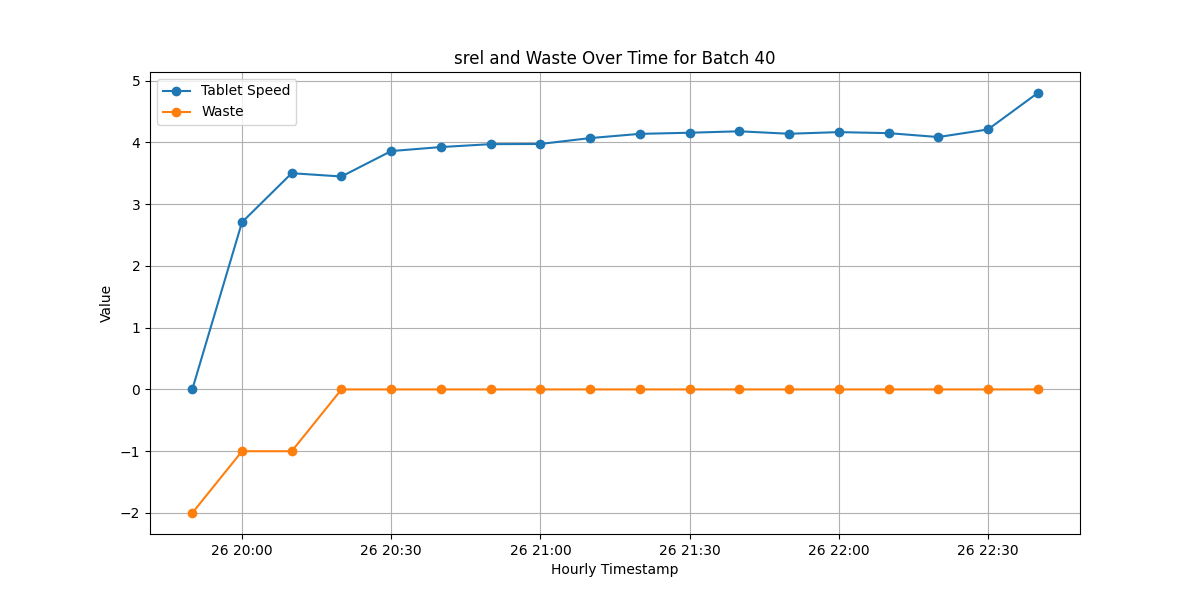 srel and Waste Over Time for Batch 40
Tablet Speed
Waste
5
4
3
2
1
0
−1
−2
Value
26 20:00 26 20:30 26 21:00 26 21:30 26 22:00 26 22:30
Hourly Timestamp